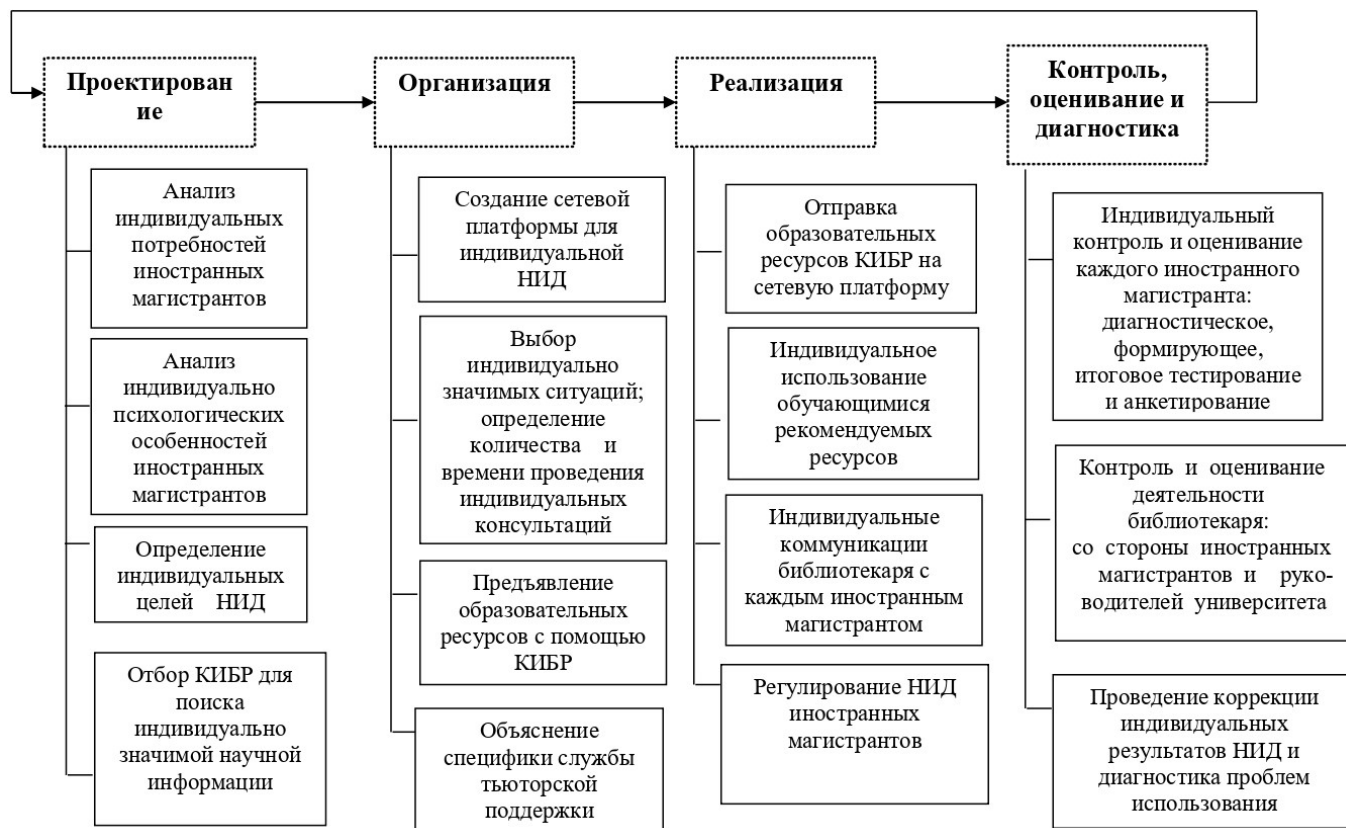 Проектирован
ие
Анализ
индивидуальных
потребностей
иностранных
магистрантов
Анализ
индивидуально
психологических
особенностей
иностранных
магистрантов
Определение
индивидуальных
целей НИД
Отбор КИБР для
поиска
индивидуально
значимой научной
информации
Организация
Создание сетевой
платформы для
индивидуальной
НИД
Выбор
индивидуально
значимых ситуаций;
определение
количества и
времени проведения
индивидуальных
консультаций
Предъявление
образовательных
ресурсов с помощью
КИБР
Объяснение
специфики службы
тьюторской
поддержки
Реализация
Отправка
образовательных
ресурсов КИБР на
сетевую платформу
Индивидуальное
использование
обучающимися
рекомендуемых
ресурсов
Индивидуальные
коммуникации
библиотекаря с
каждым иностранным
магистрантом
Регулирование НИД
иностранных
магистрантов
Контроль,
оценивание и
диагностика
Индивидуальный
контроль и оценивание
каждого иностранного
магистранта:
диагностическое,
формирующее,
итоговое тестирование
и анкетирование
Контроль и оценивание
деятельности
библиотекаря:
со стороны иностранных
магистрантов и руко-
водителей университета
Проведение коррекции
индивидуальных
результатов НИД и
диагностика проблем
использования